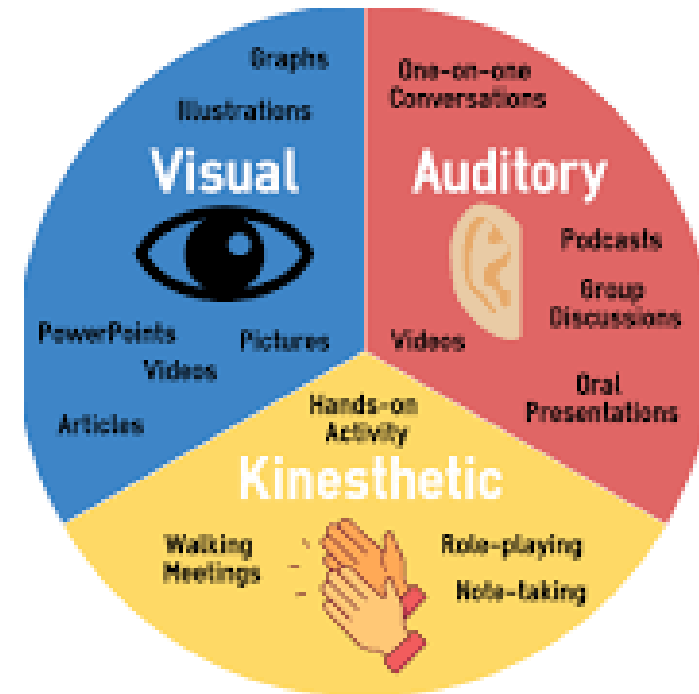 Graphs
Illustrations
Visual
PowerPoints
Pictures
Videos
Articles
One-on-one
Conversations
Auditory
Podcasts
Group
Discussions
Videos
Oral
Presentations
Hands-on
Activity
Kinesthetic
Walking
Meetings
Role-playing
Note-taking